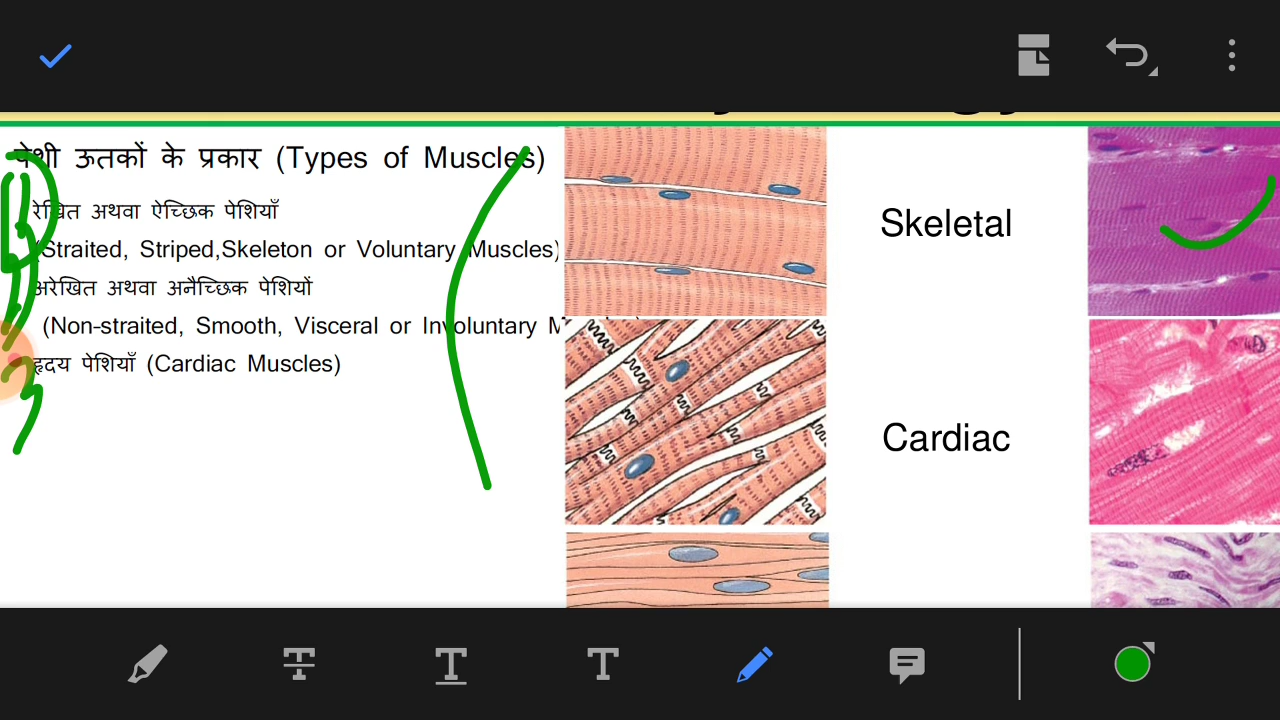 पेशी ऊतकों के प्रकार (Types of Muscles)
रेखित अथवा ऐच्छिक पेशियाँ
(Straited, Striped,Skeleton or Voluntary Muscles)
अरेखित अथवा अनैच्छिक पेशियों
(Non-straited, Smooth, Visceral or Involuntary
हृदय पेशियाँ (Cardiac Muscles)
Skeletal
Cardiac